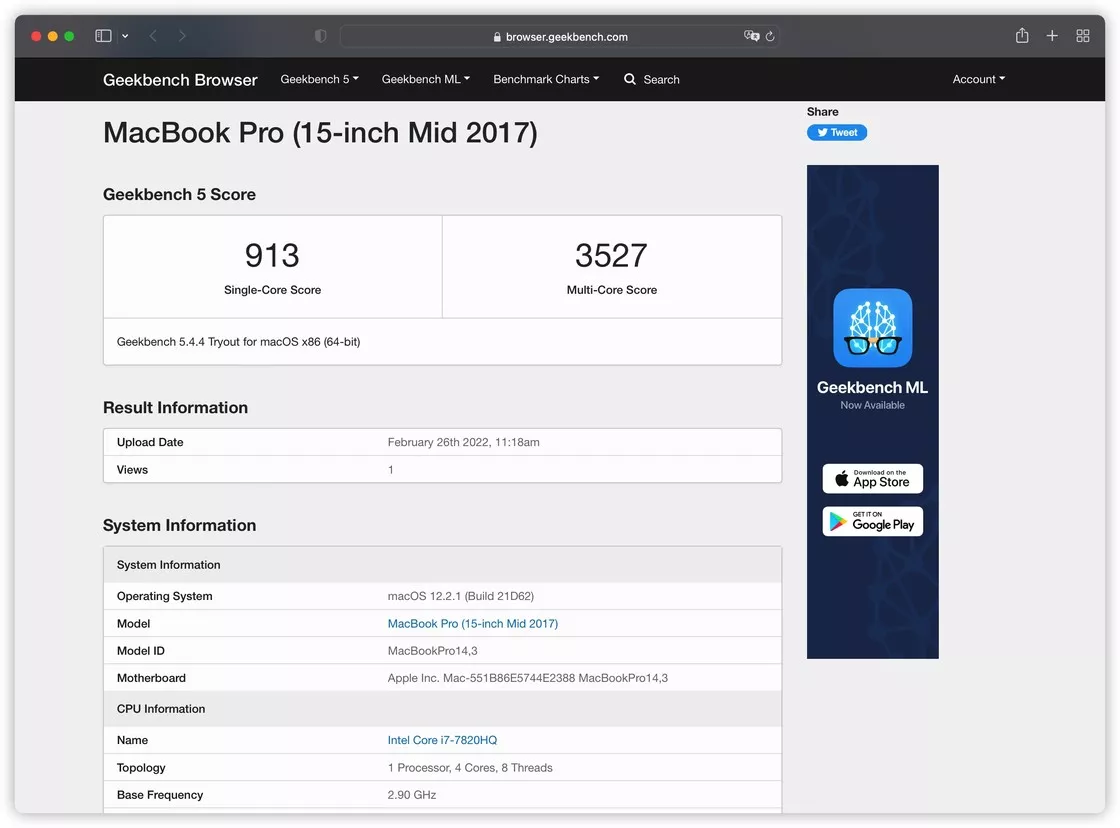 browser.geekbench.com
Geekbench Browser Geekbench 5 Geekbench ML Benchmark Charts Search Account
MacBook Pro (15-inch Mid 2017)
Share
Tweet
Geekbench 5 Score
913 3527
Single-Core Score Multi-Core Score
Geekbench 5.4.4 Tryout for macOS x86 (64-bit)
Geekbench ML
Now Available
Download on the
App Store
GET IT ON
Google Play
Result Information
Upload Date February 26th 2022, 11:18am
Views 1
System Information
System Information
Operating System macOS 12.2.1 (Build 21D62)
Model MacBook Pro (15-inch Mid 2017)
Model ID MacBookPro14,3
Motherboard Apple Inc. Mac-551B86E5744E2388 MacBookPro14,3
CPU Information
Name Intel Core i7-7820HQ
Topology 1 Processor, 4 Cores, 8 Threads
Base Frequency 2.90 GHz